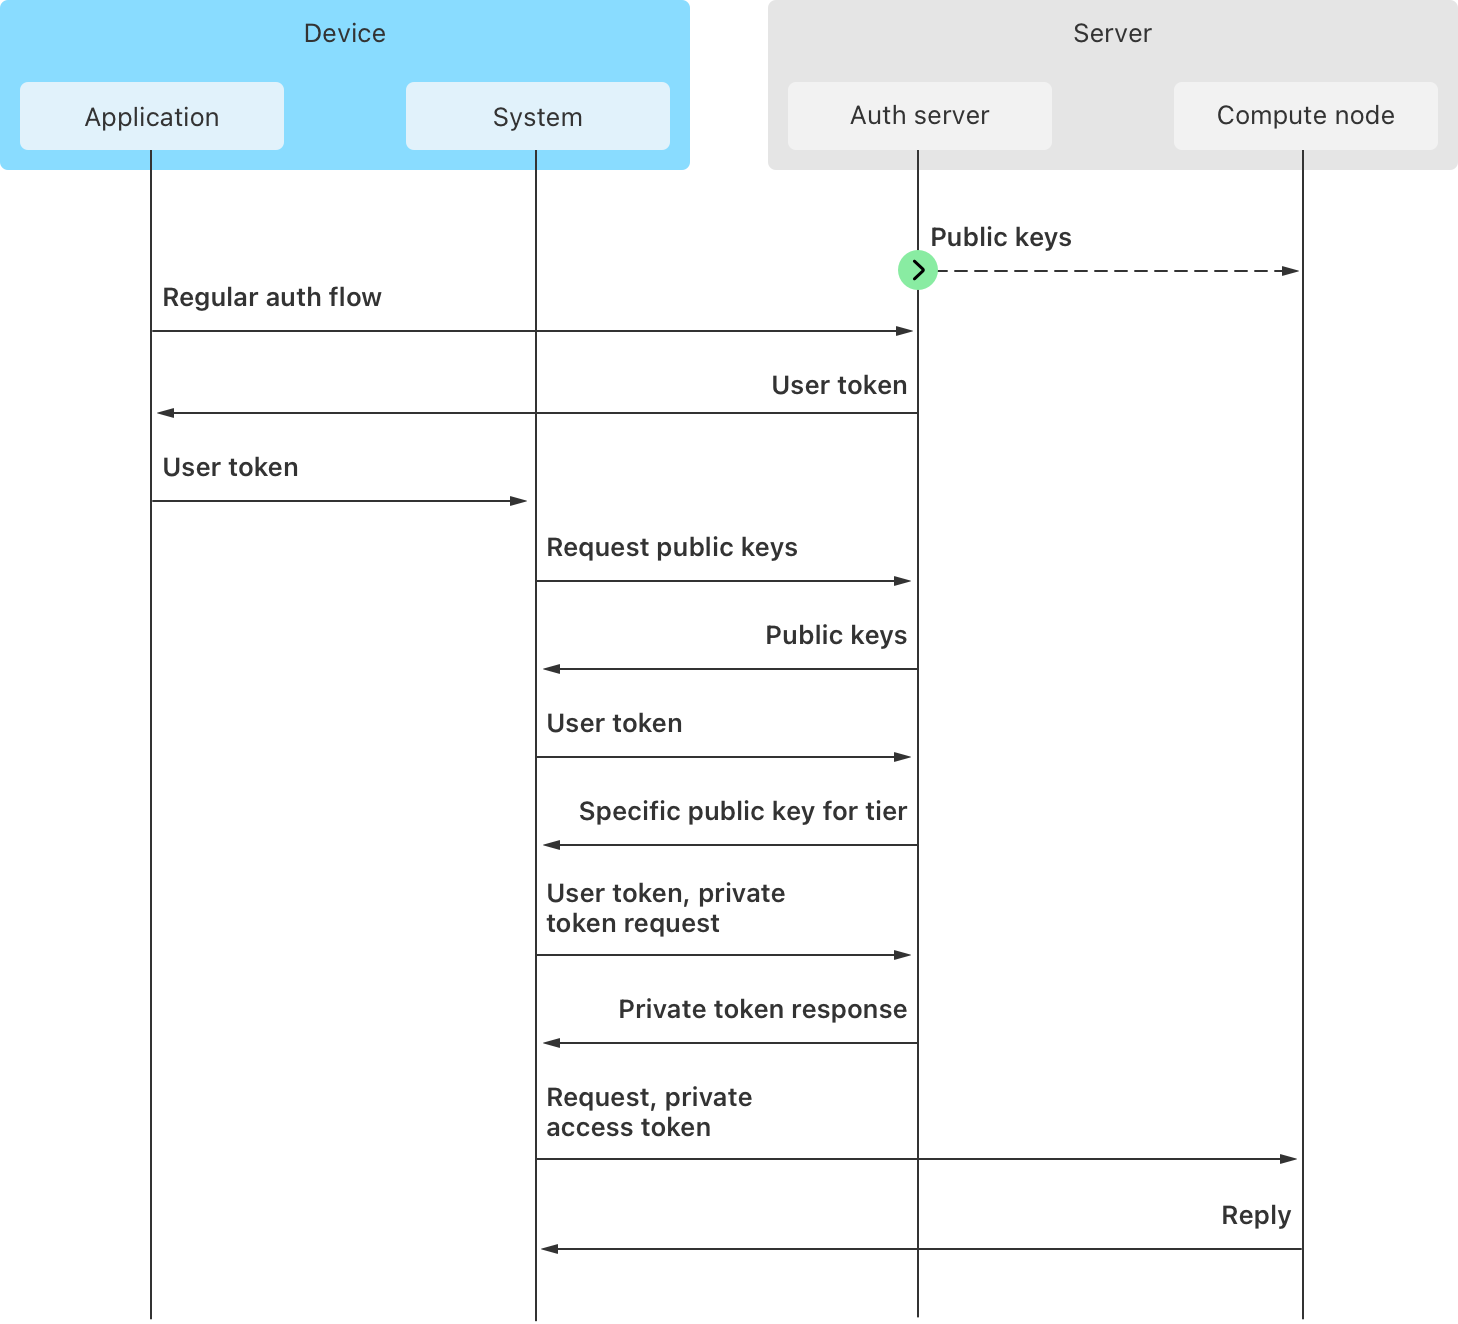 Device
Server
Application
System
Auth server
Compute node
Public keys
Regular auth flow
User token
User token
Request public keys
Public keys
User token
Specific public key for tier
User token, private
token request
Private token response
Request, private
access token
Reply